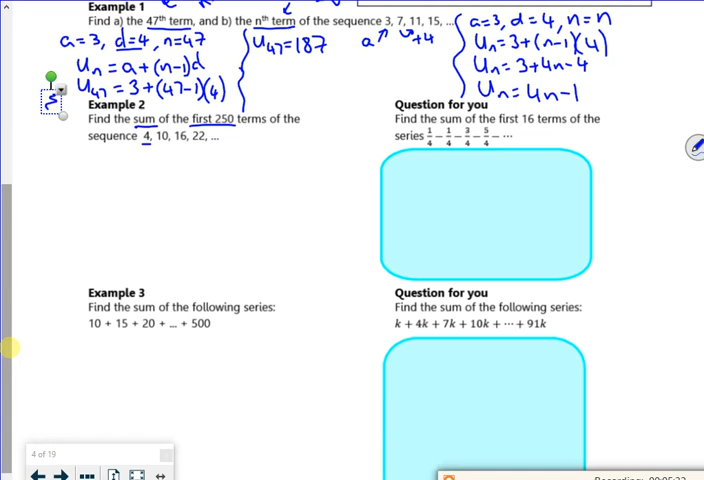 Example 1
Find a) the 47th term, and b) the nth term of the sequence 3, 7, 11, 15, ...
a=3, d=4, n=47
Un = a+(n-1)d
U47 = 3+(47-1)(4)
U47=187
a
+4
a=3, d=4, n=n
Un = 3+(n-1)(4)
Un = 3+4n-4
Un = 4n-1
Example 2
Find the sum of the first 250 terms of the
sequence 4, 10, 16, 22, ...
Question for you
Find the sum of the first 16 terms of the
series 1/4 − 1/4 − 3/4 − 5/4 − ⋯
Example 3
Find the sum of the following series:
10 + 15 + 20 + ... + 500
Question for you
Find the sum of the following series:
k + 4k + 7k + 10k + ⋯ + 91k
4 of 19